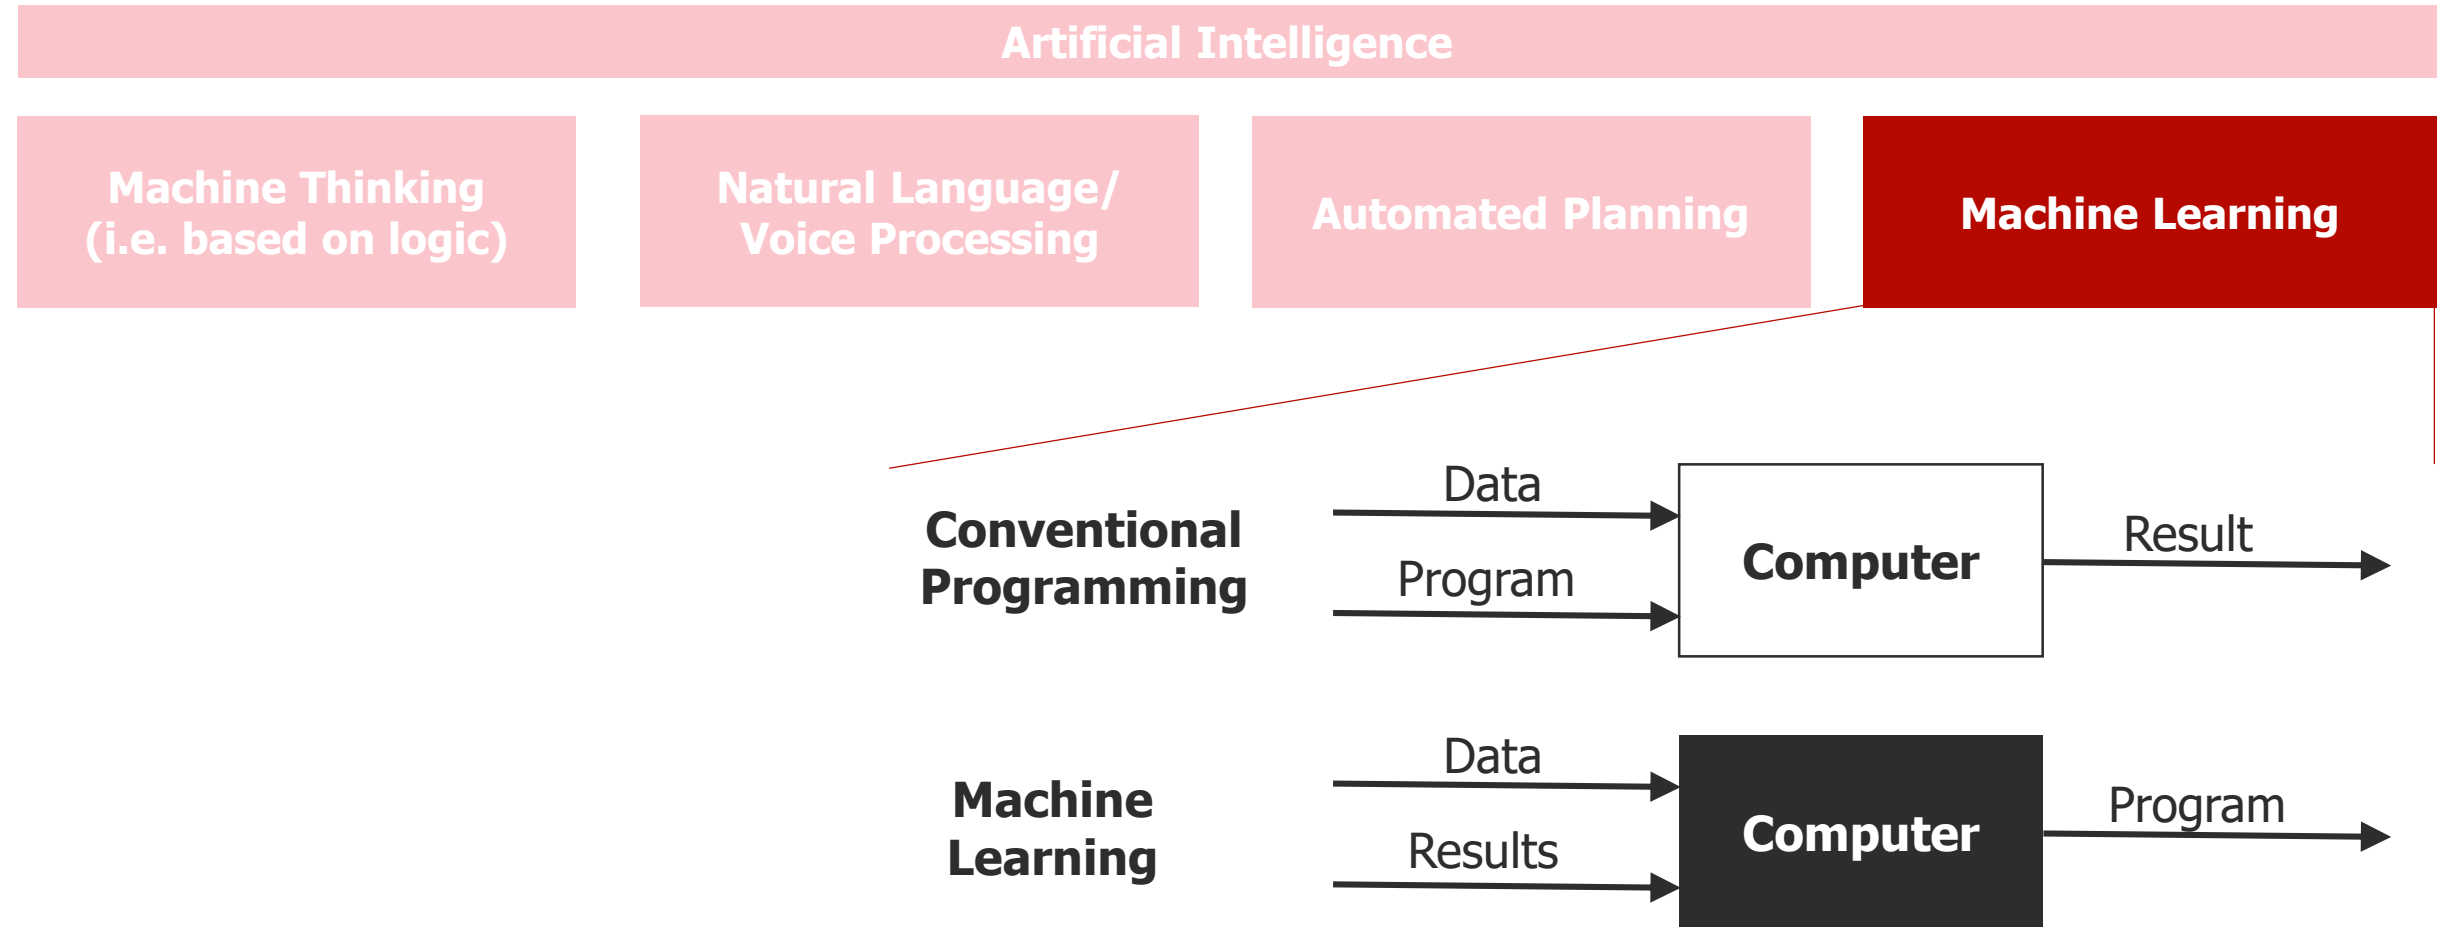 Artificial Intelligence
Machine Thinking
(i.e. based on logic)
Natural Language/
Voice Processing
Automated Planning
Machine Learning
Conventional
Programming
Data
Program
Computer
Result
Machine
Learning
Data
Results
Computer
Program